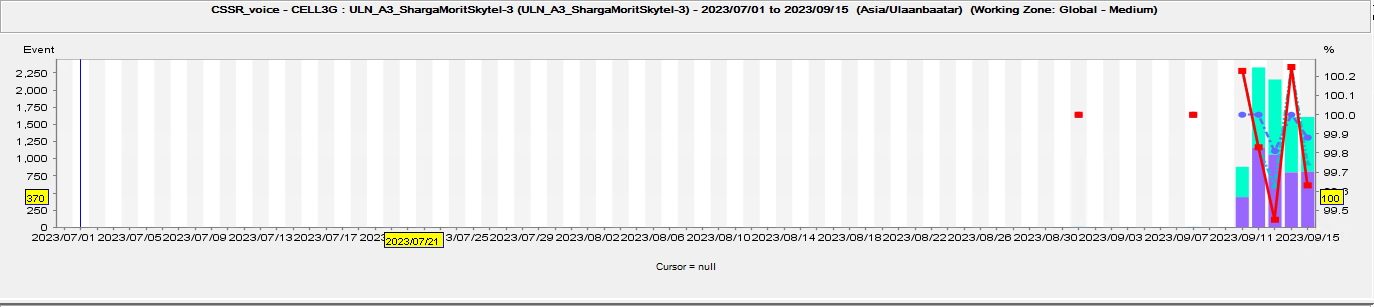 CSSR_voice - CELL3G : ULN_A3_ShargaMoritSkytel-3 (ULN_A3_ShargaMoritSkytel-3) - 2023/07/01 to 2023/09/15 (Asia/Ulaanbaatar) (Working Zone: Global - Medium)
Event %
2,250 100.2
2,000 100.1
1,750 100.0
1,500 99.9
1,250 99.8
1,000 99.7
750
370 100
250 99.5
0
2023/07/01 2023/07/05 2023/07/09 2023/07/13 2023/07/17 2023/07/21 3/07/25 2023/07/29 2023/08/02 2023/08/06 2023/08/10 2023/08/14 2023/08/18 2023/08/22 2023/08/26 2023/08/30 2023/09/03 2023/09/07 2023/09/11 2023/09/15
Cursor = null